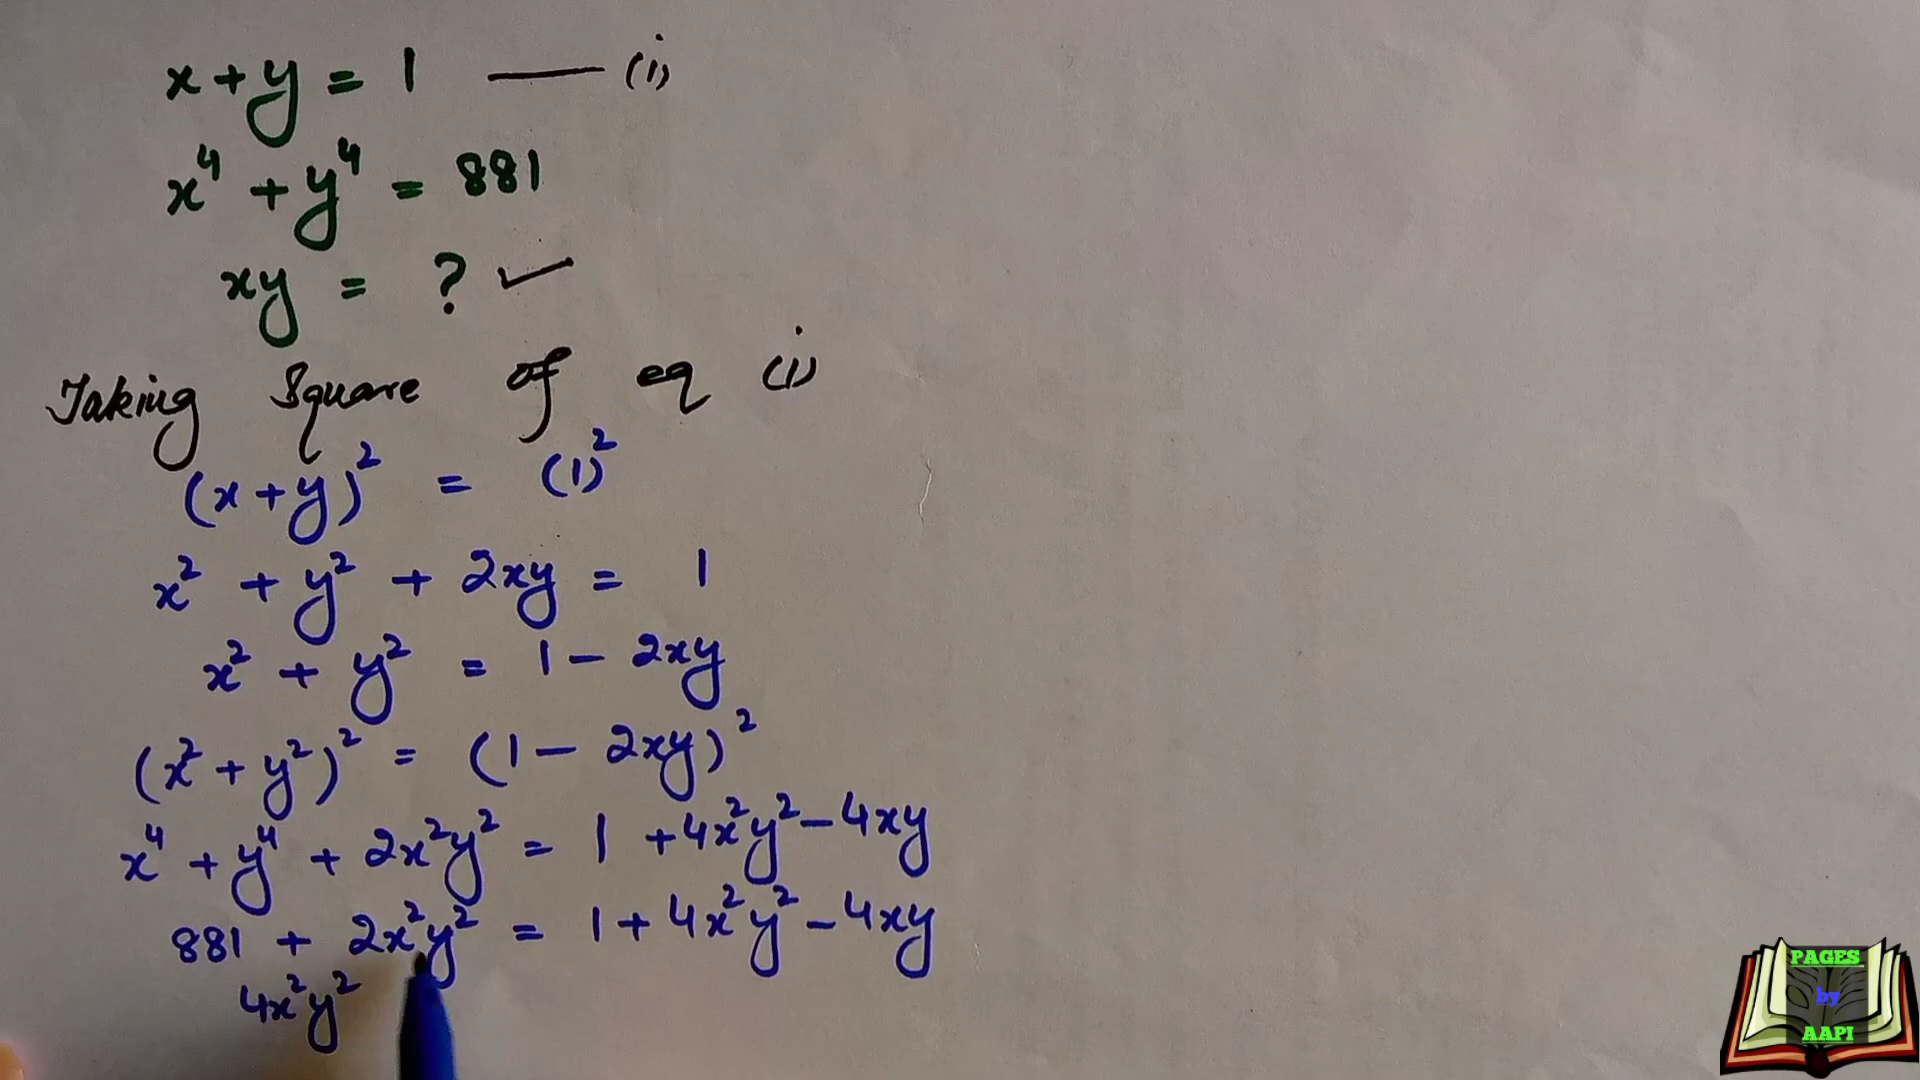 x + y = 1 —— (i)
x⁴ + y⁴ = 881
xy = ? ✓
Taking Square of eq (i)
(x + y)² = (1)²
x² + y² + 2xy = 1
x² + y² = 1 − 2xy
(x² + y²)² = (1 − 2xy)²
x⁴ + y⁴ + 2x²y² = 1 + 4x²y² − 4xy
881 + 2x²y² = 1 + 4x²y² − 4xy
4x²y²
PAGES
by
AAPI